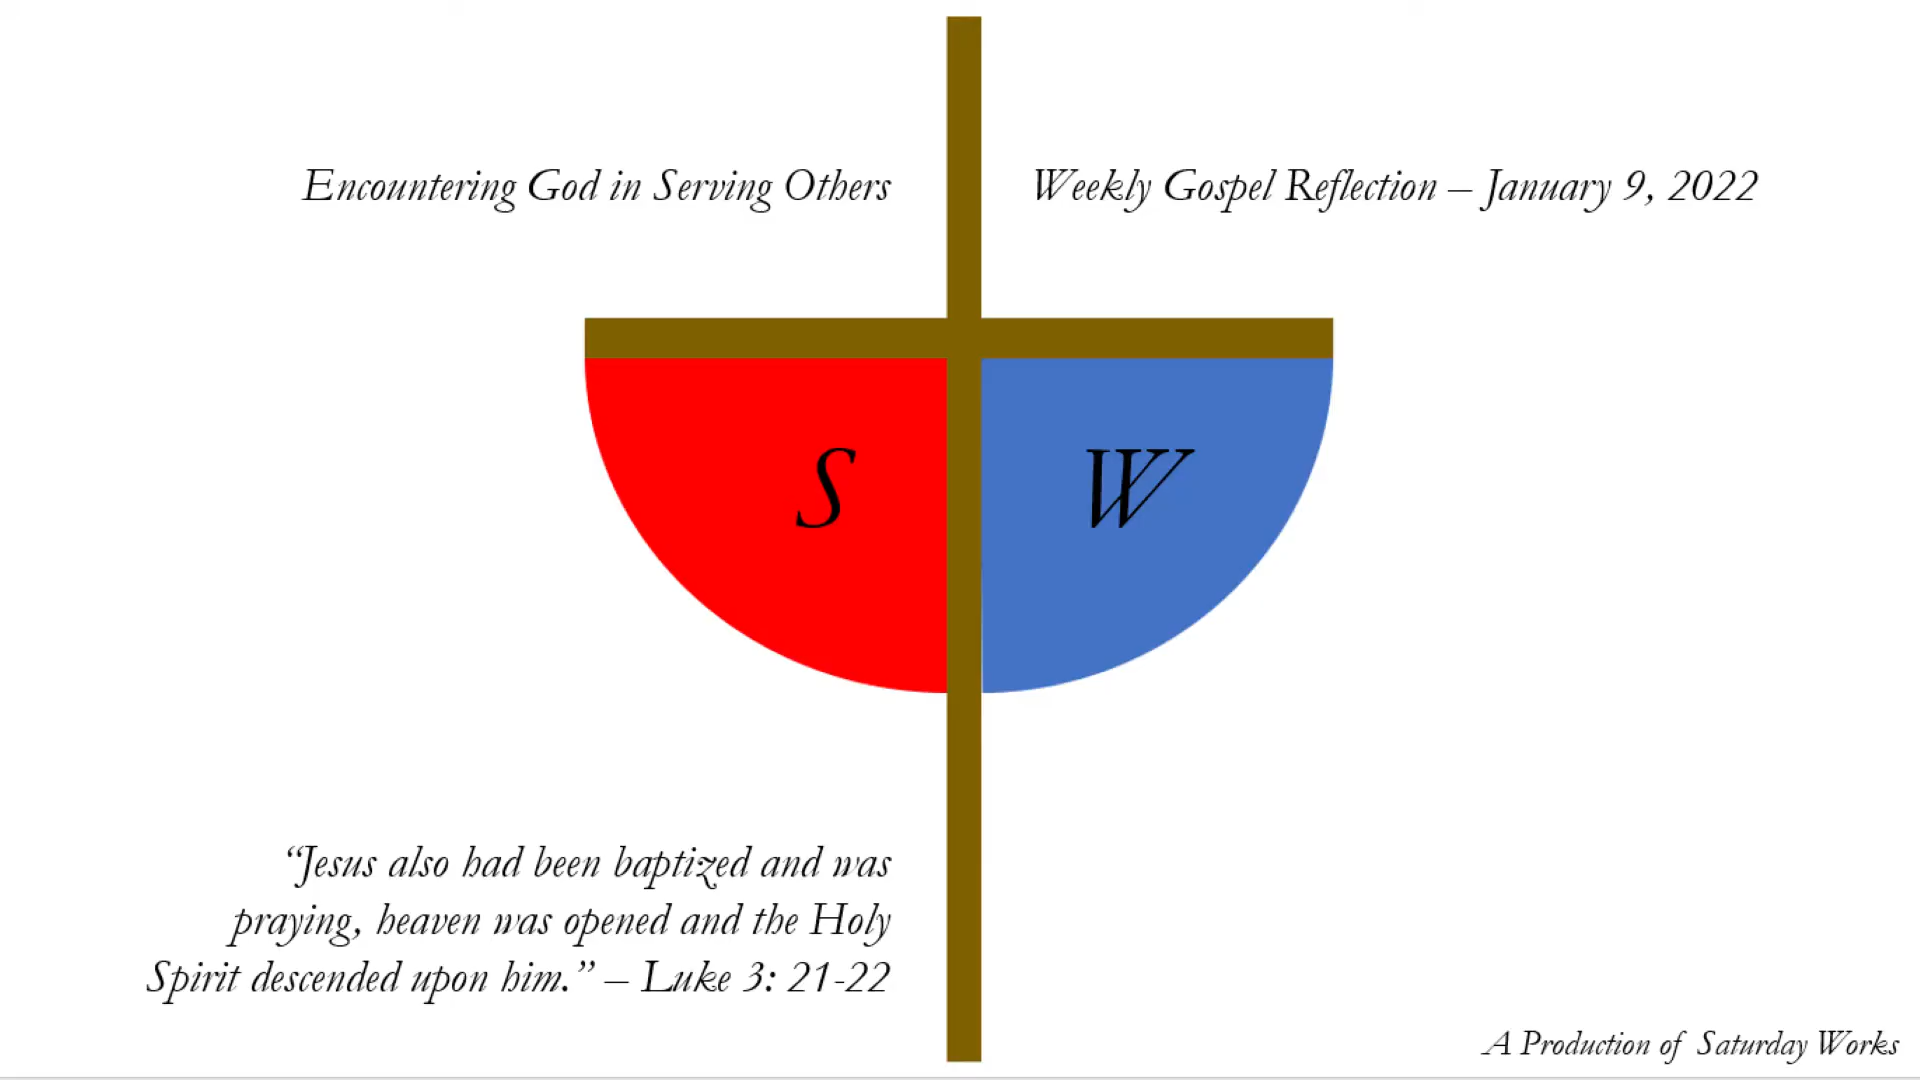 Encountering God in Serving Others
Weekly Gospel Reflection – January 9, 2022
S
W
“Jesus also had been baptized and was
praying, heaven was opened and the Holy
Spirit descended upon him.” – Luke 3: 21-22
A Production of Saturday Works